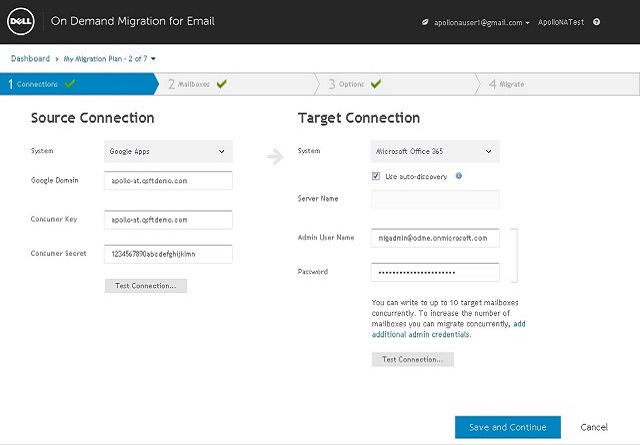 DELL On Demand Migration for Email apollonauser1@gmail.com ApolloNATest ?
Dashboard › My Migration Plan - 2 of 7
1 Connections 2 Mailboxes 3 Options 4 Migrate
Source Connection
System Google Apps
Google Domain apollo-at.qsftdemo.com
Consumer Key apollo-at.qsftdemo.com
Consumer Secret 1234567890abcdefghijklmn
Test Connection...
Target Connection
System Microsoft Office 365
Use auto-discovery
Server Name
Admin User Name migadmin@odme.onmicrosoft.com
Password •••••••••••••••••••••
You can write to up to 10 target mailboxes
concurrently. To increase the number of
mailboxes you can migrate concurrently, add
additional admin credentials.
Test Connection...
Save and Continue Cancel